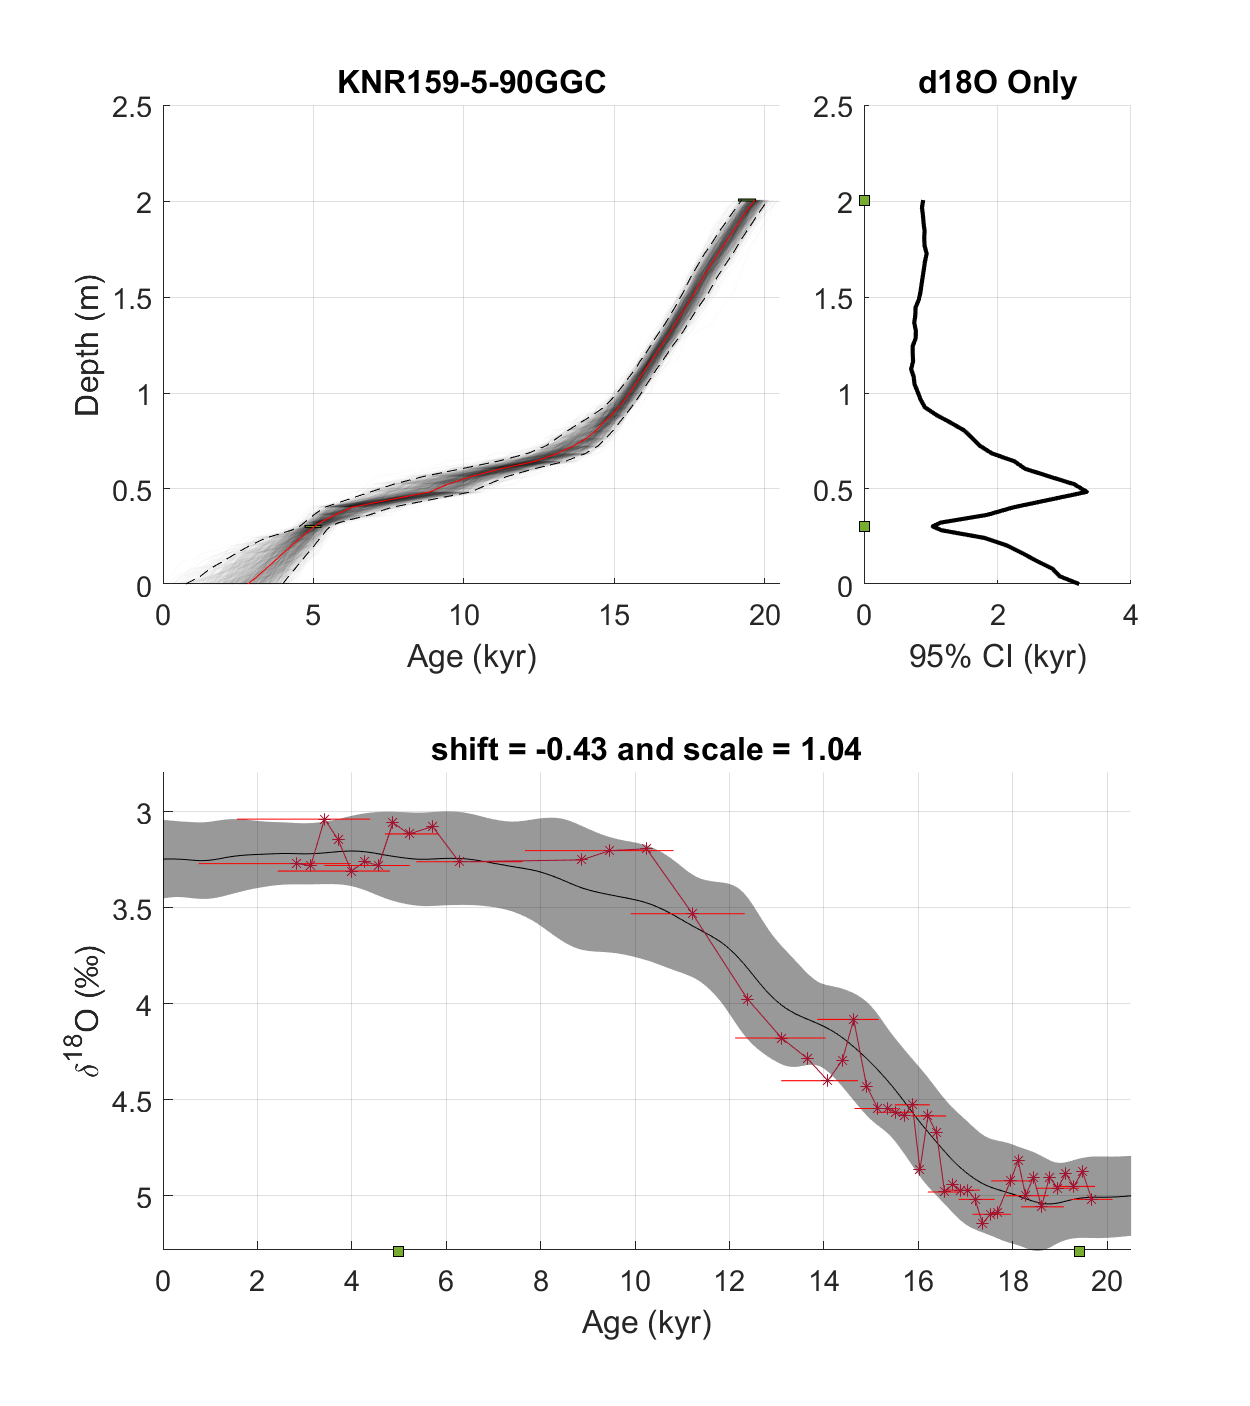 KNR159-5-90GGC
d18O Only
2.5
2
1.5
1
0.5
0
Depth (m)
0 5 10 15 20
Age (kyr)
2.5
2
1.5
1
0.5
0
0 2 4
95% CI (kyr)
shift = -0.43 and scale = 1.04
3
3.5
4
4.5
5
δ18O (‰)
0 2 4 6 8 10 12 14 16 18 20
Age (kyr)